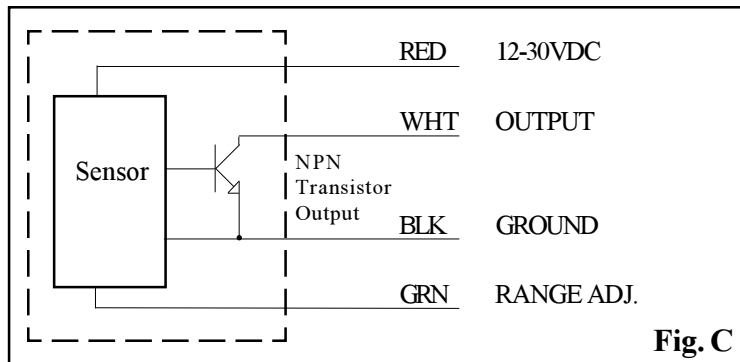 RED 12-30VDC
WHT OUTPUT
Sensor
NPN
Transistor
Output
BLK GROUND
GRN RANGE ADJ.
Fig. C